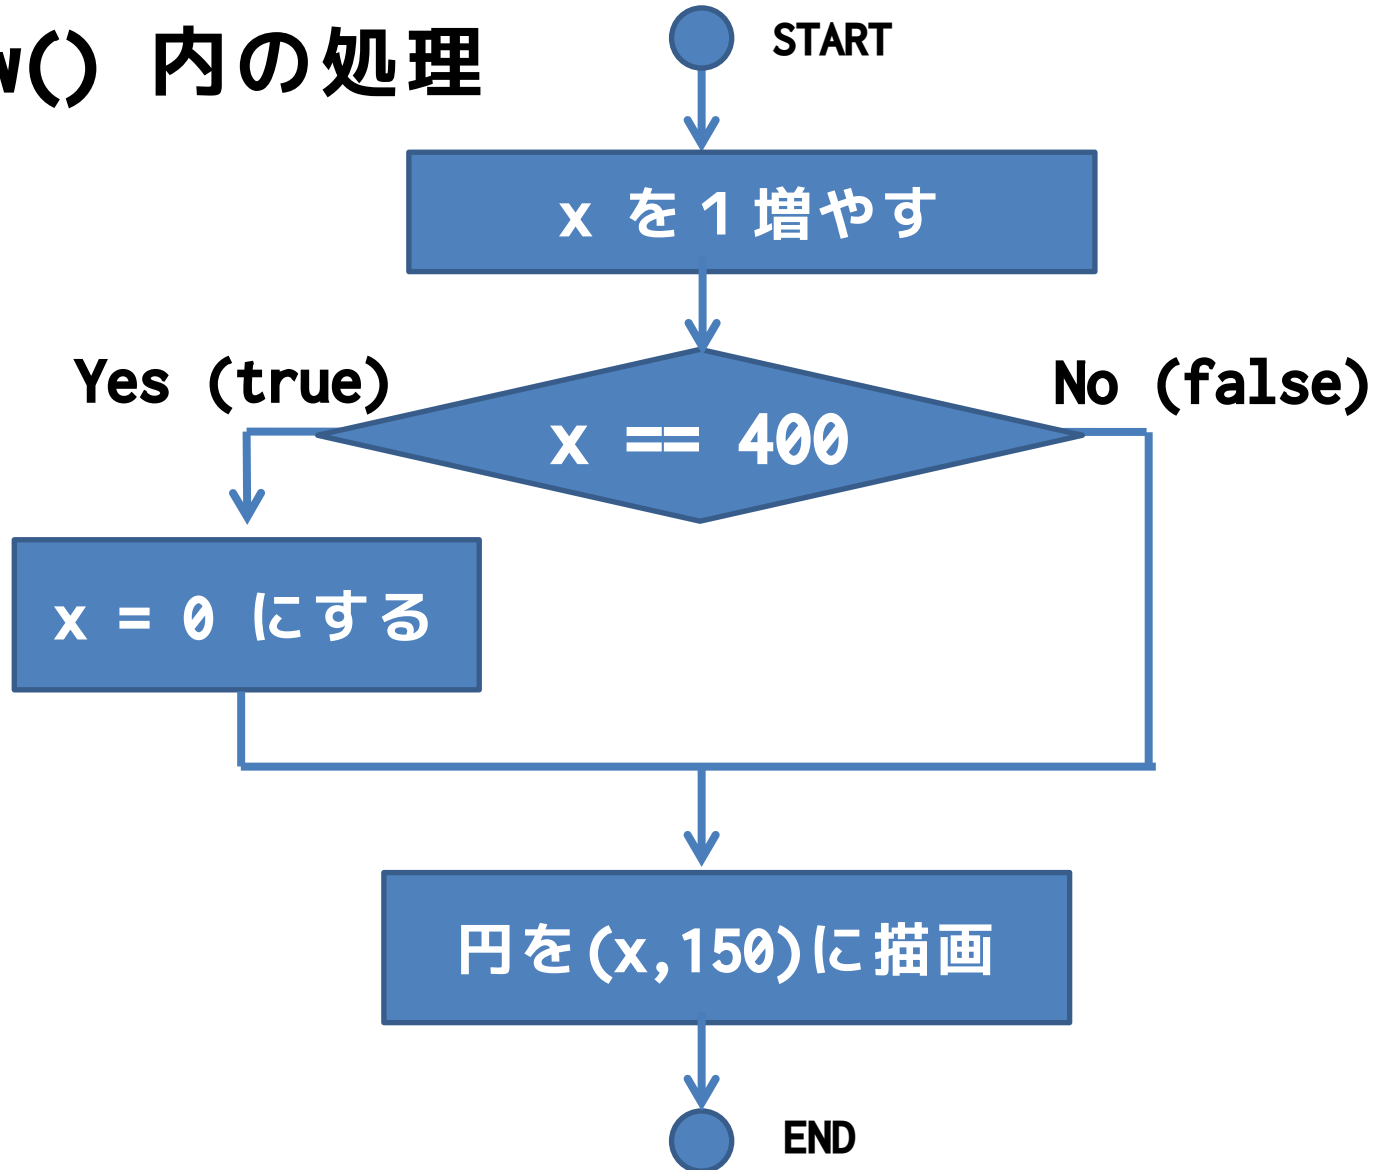 w() 内の処理
START
x を1増やす
Yes (true)
No (false)
x == 400
x = 0 にする
円を(x,150)に描画
END